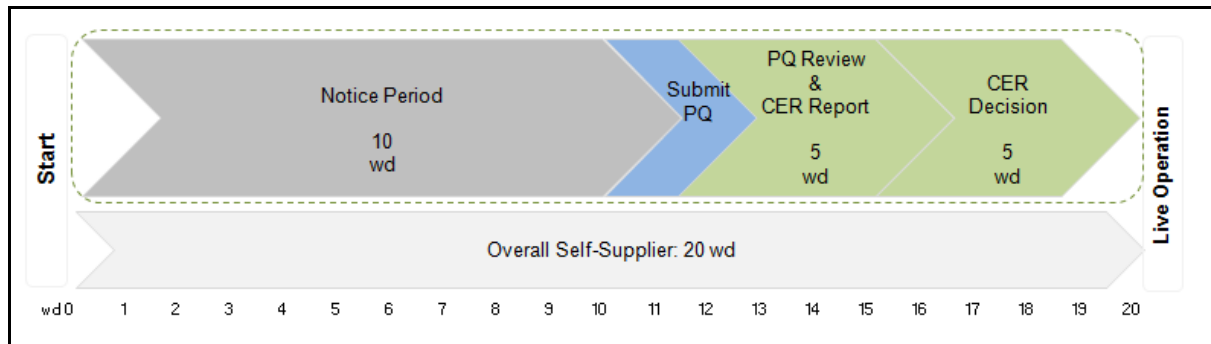 Start
Notice Period
10
wd
Submit
PQ
PQ Review
&
CER Report
5
wd
CER
Decision
5
wd
Live Operation
Overall Self-Supplier: 20 wd
wd 0 1 2 3 4 5 6 7 8 9 10 11 12 13 14 15 16 17 18 19 20